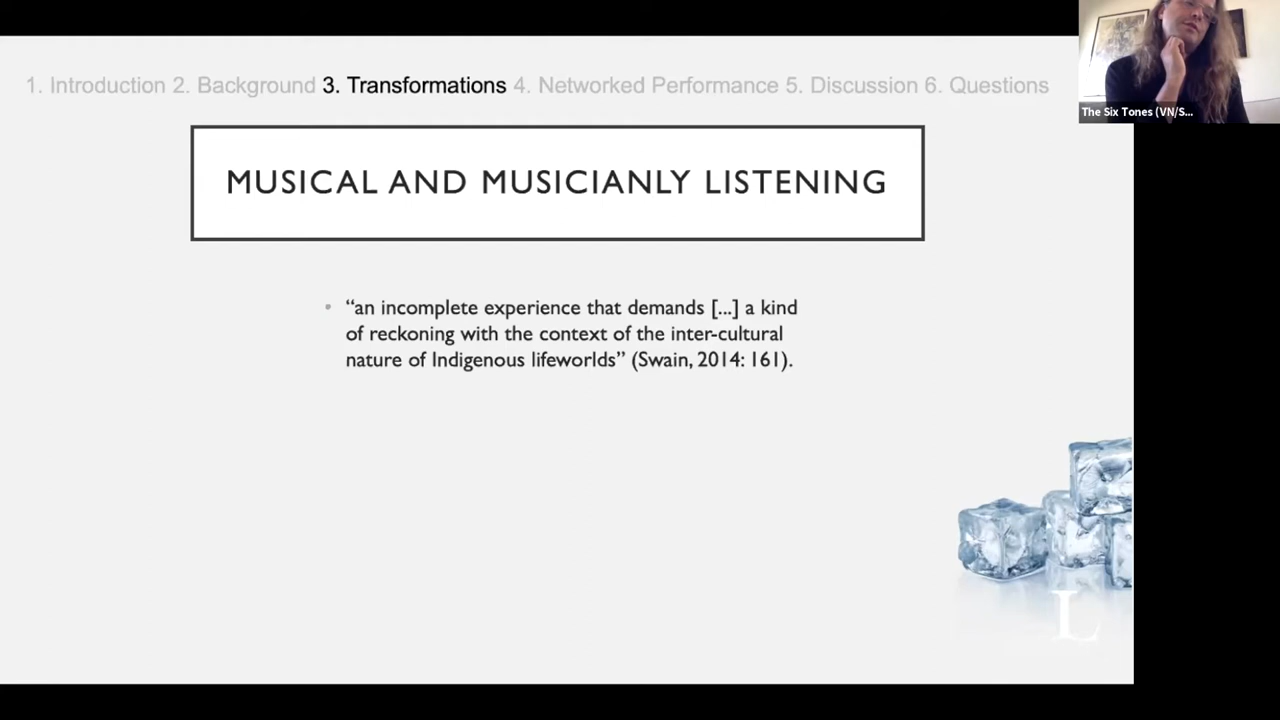 1. Introduction 2. Background 3. Transformations 4. Networked Performance 5. Discussion 6. Questions
The Six Tones (VN/S...
MUSICAL AND MUSICIANLY LISTENING
• “an incomplete experience that demands [...] a kind
of reckoning with the context of the inter-cultural
nature of Indigenous lifeworlds” (Swain, 2014: 161).
L